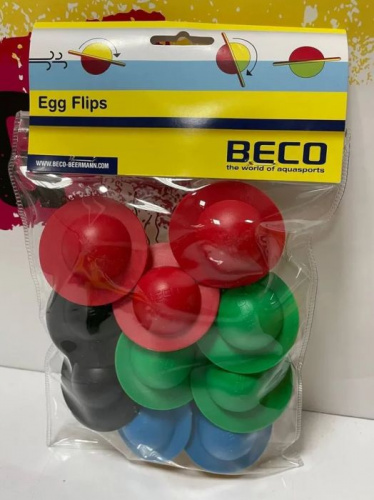 Egg Flips
WWW.BECO-BEERMANN.COM
BECO
the world of aquasports